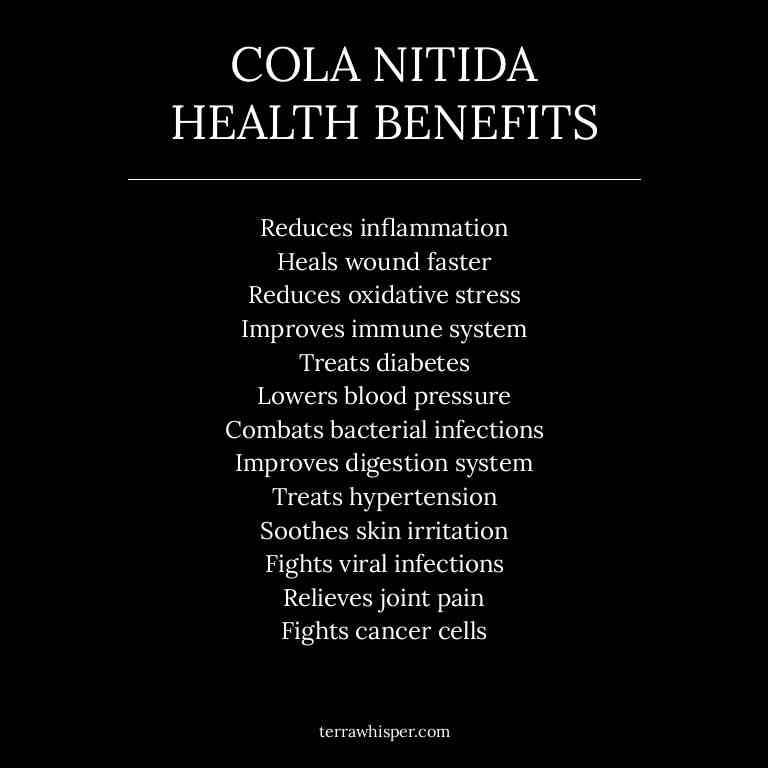 COLA NITIDA
HEALTH BENEFITS
Reduces inflammation
Heals wound faster
Reduces oxidative stress
Improves immune system
Treats diabetes
Lowers blood pressure
Combats bacterial infections
Improves digestion system
Treats hypertension
Soothes skin irritation
Fights viral infections
Relieves joint pain
Fights cancer cells
terrawhisper.com